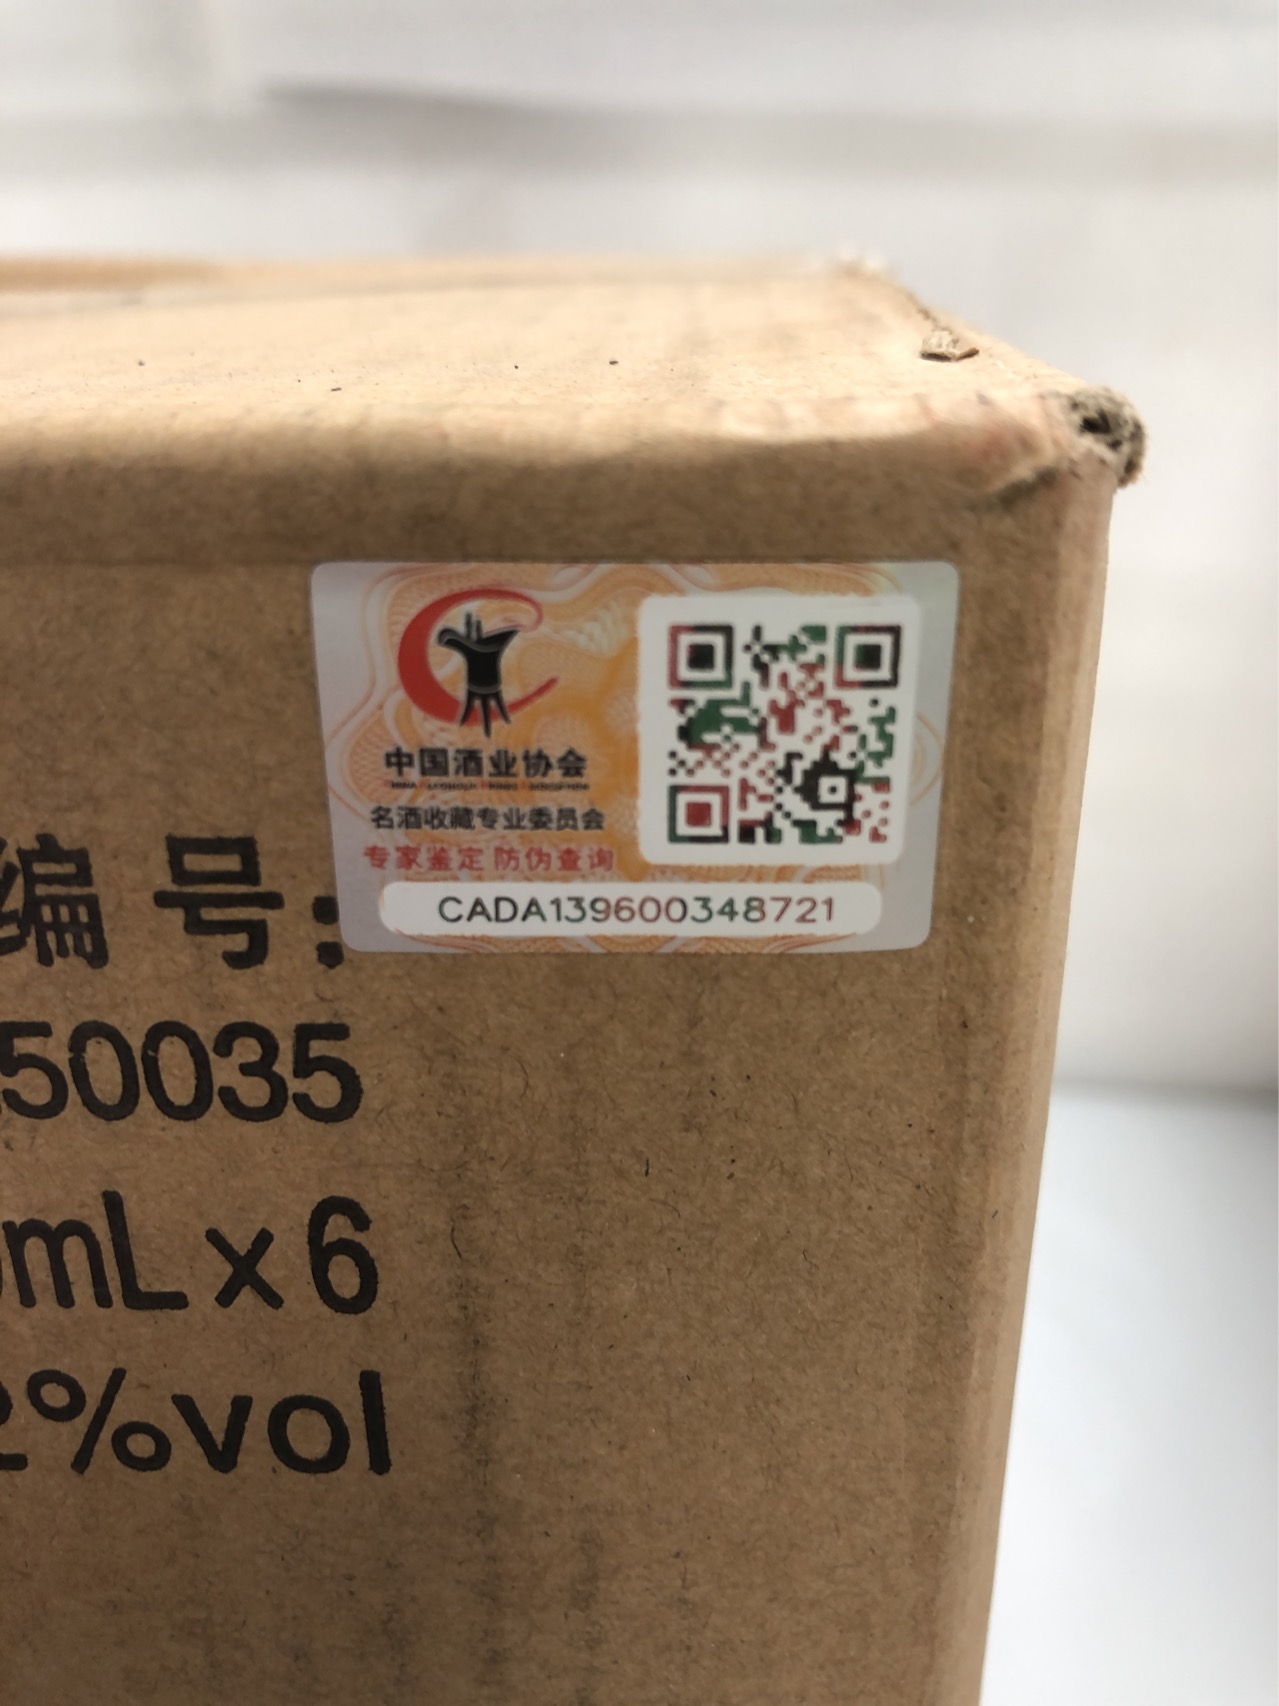 中国酒业协会
名酒收藏专业委员会
专家鉴定 防伪查询
CADA139600348721
编号:
50035
mL×6
2%vol